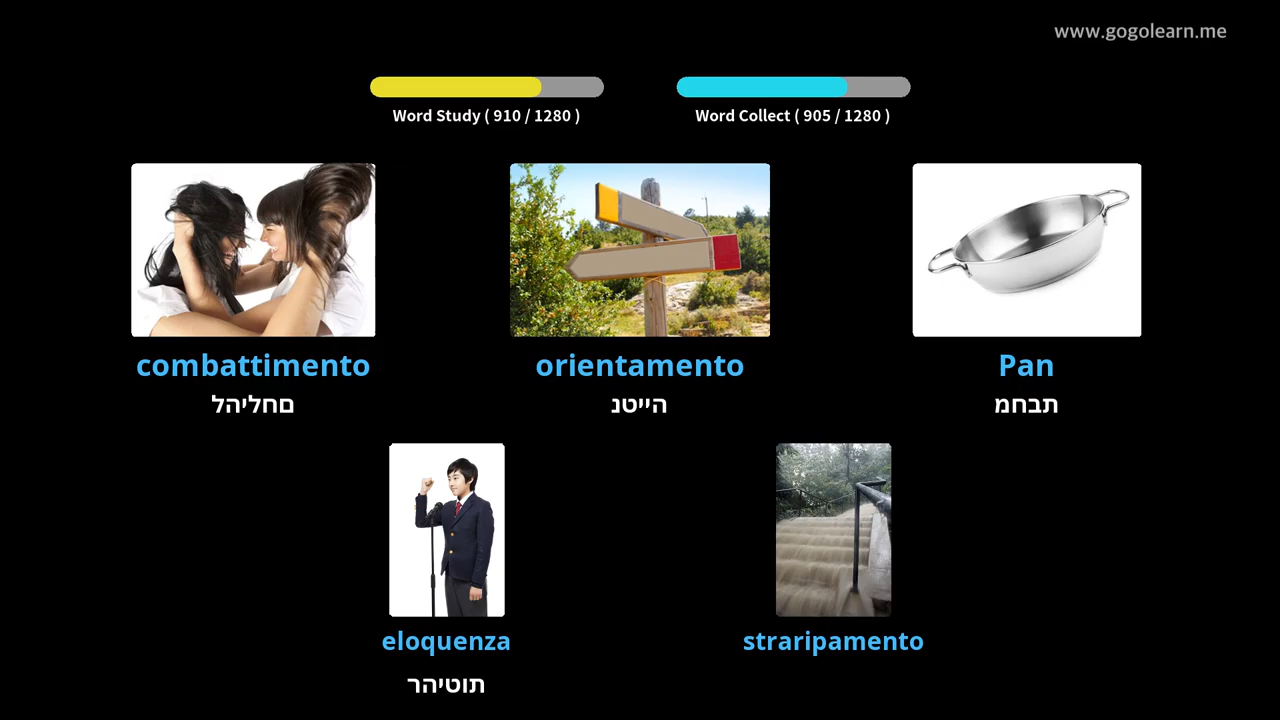 www.gogolearn.me
Word Study ( 910 / 1280 )
Word Collect ( 905 / 1280 )
combattimento
םחליהל
orientamento
הייטנ
Pan
תבחמ
eloquenza
תוטיהר
straripamento